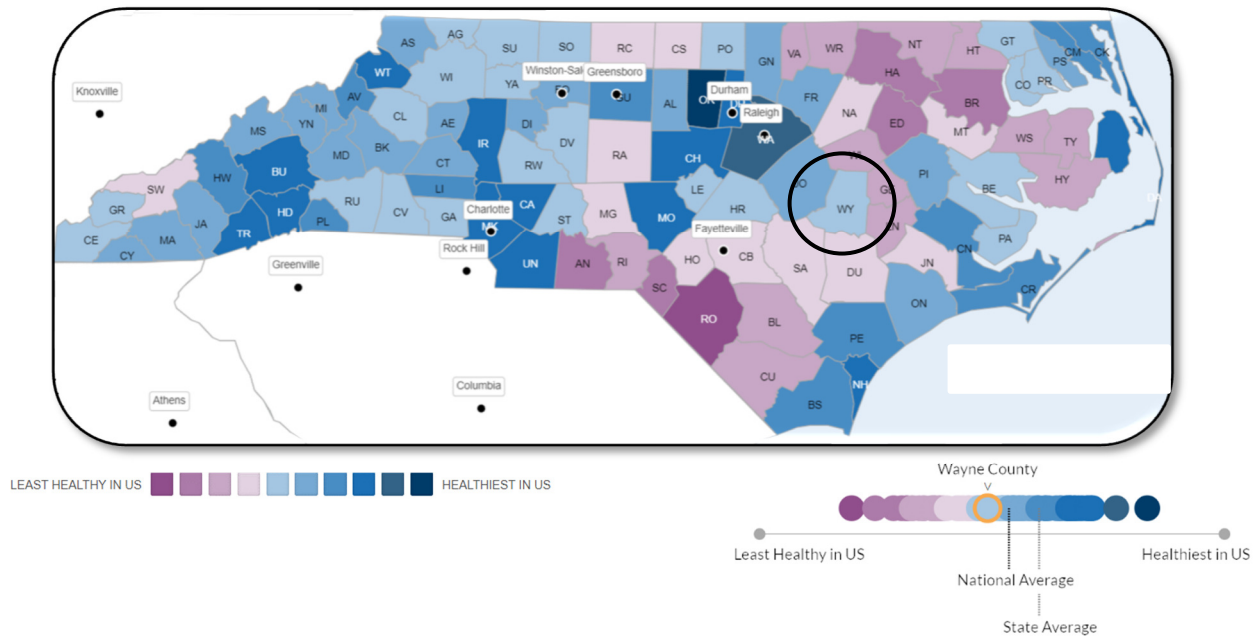 AS
AG
SU
SO
RC
CS
PO
GN
VA
WR
NT
HT
GT
CM
CK
PS
Knoxville
WT
WI
YA
Winston-Sal
Greensboro
GU
AL
Durham
HA
CO
PR
MI
AV
FR
BR
YN
CL
AE
DI
Raleigh
WA
NA
ED
MT
WS
TY
MS
MD
BK
IR
DV
RA
CH
CT
RW
SW
HW
BU
LI
LE
JO
PI
BE
HY
GR
JA
HD
PL
RU
CV
GA
Charlotte
CA
ST
MG
MO
HR
WY
CE
MA
TR
Fayetteville
PA
CY
Rock Hill
UN
AN
RI
HO
CB
SA
DU
JN
CN
Greenville
SC
CR
RO
BL
ON
PE
Columbia
CU
NH
Athens
BS
LEAST HEALTHY IN US
HEALTHIEST IN US
Wayne County
Least Healthy in US
Healthiest in US
National Average
State Average